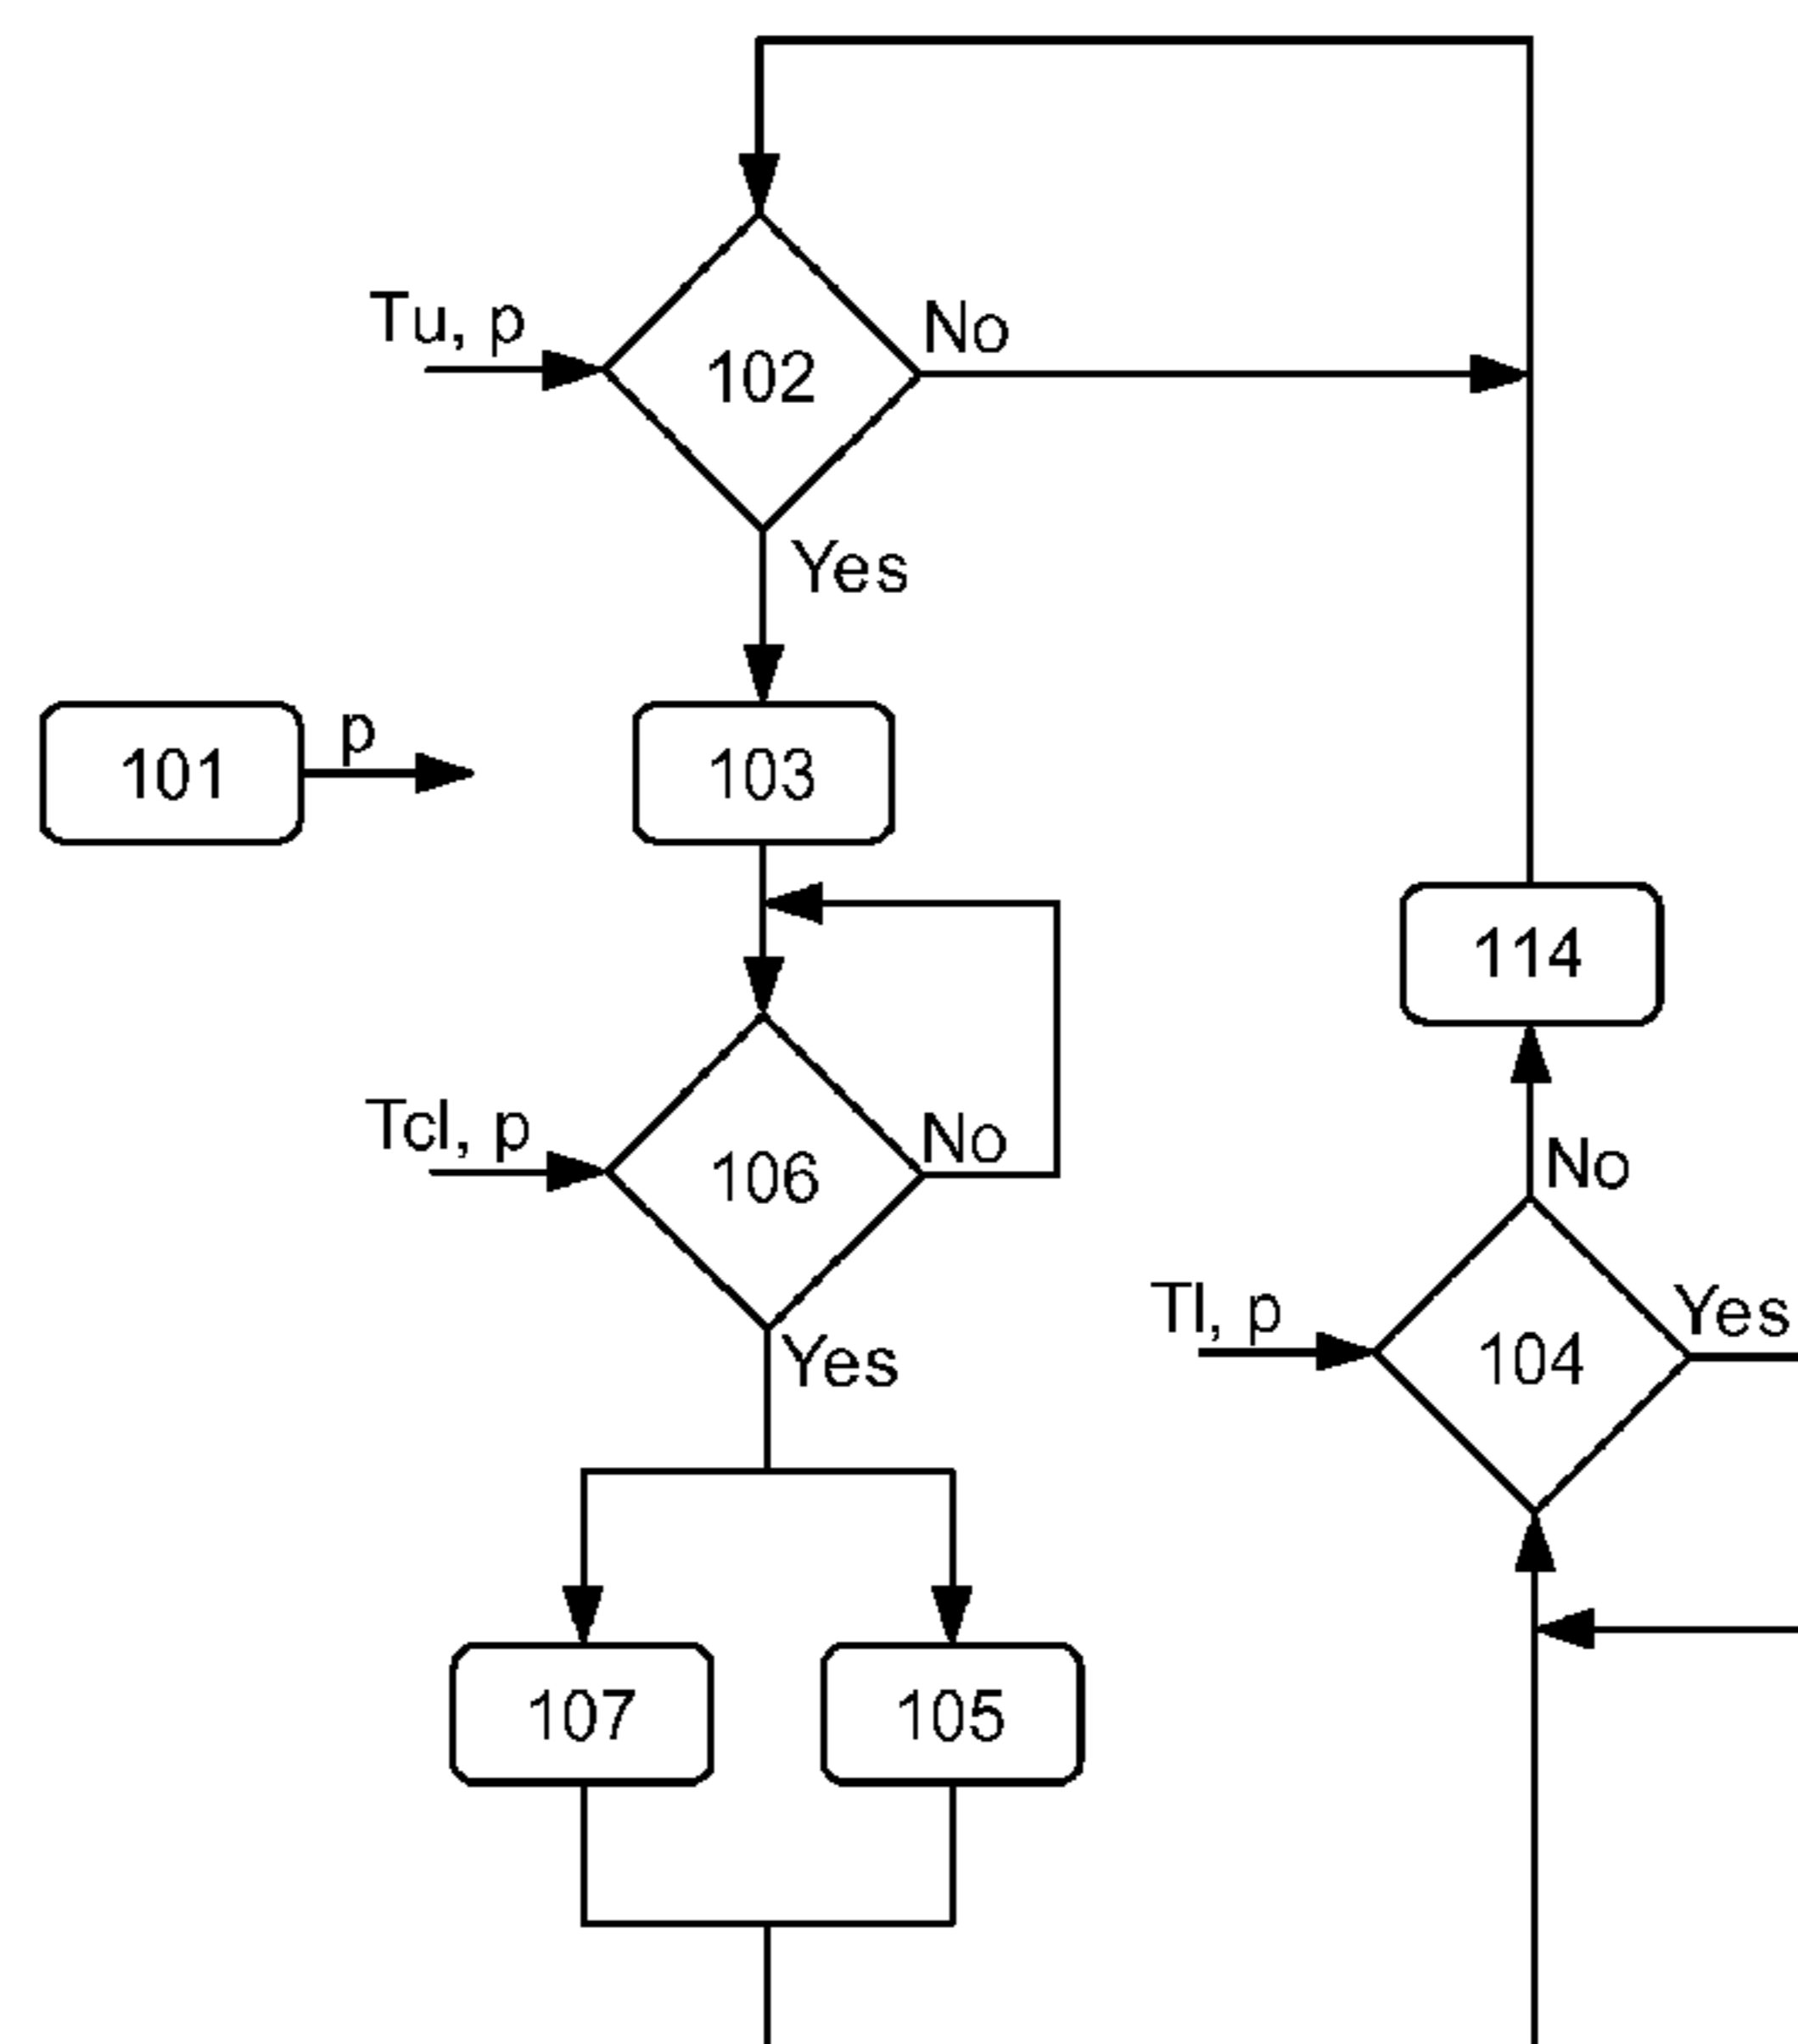 Tu, p
102
No
Yes
101
p
103
114
Tcl, p
106
No
Yes
No
Tl, p
104
Yes
107
105